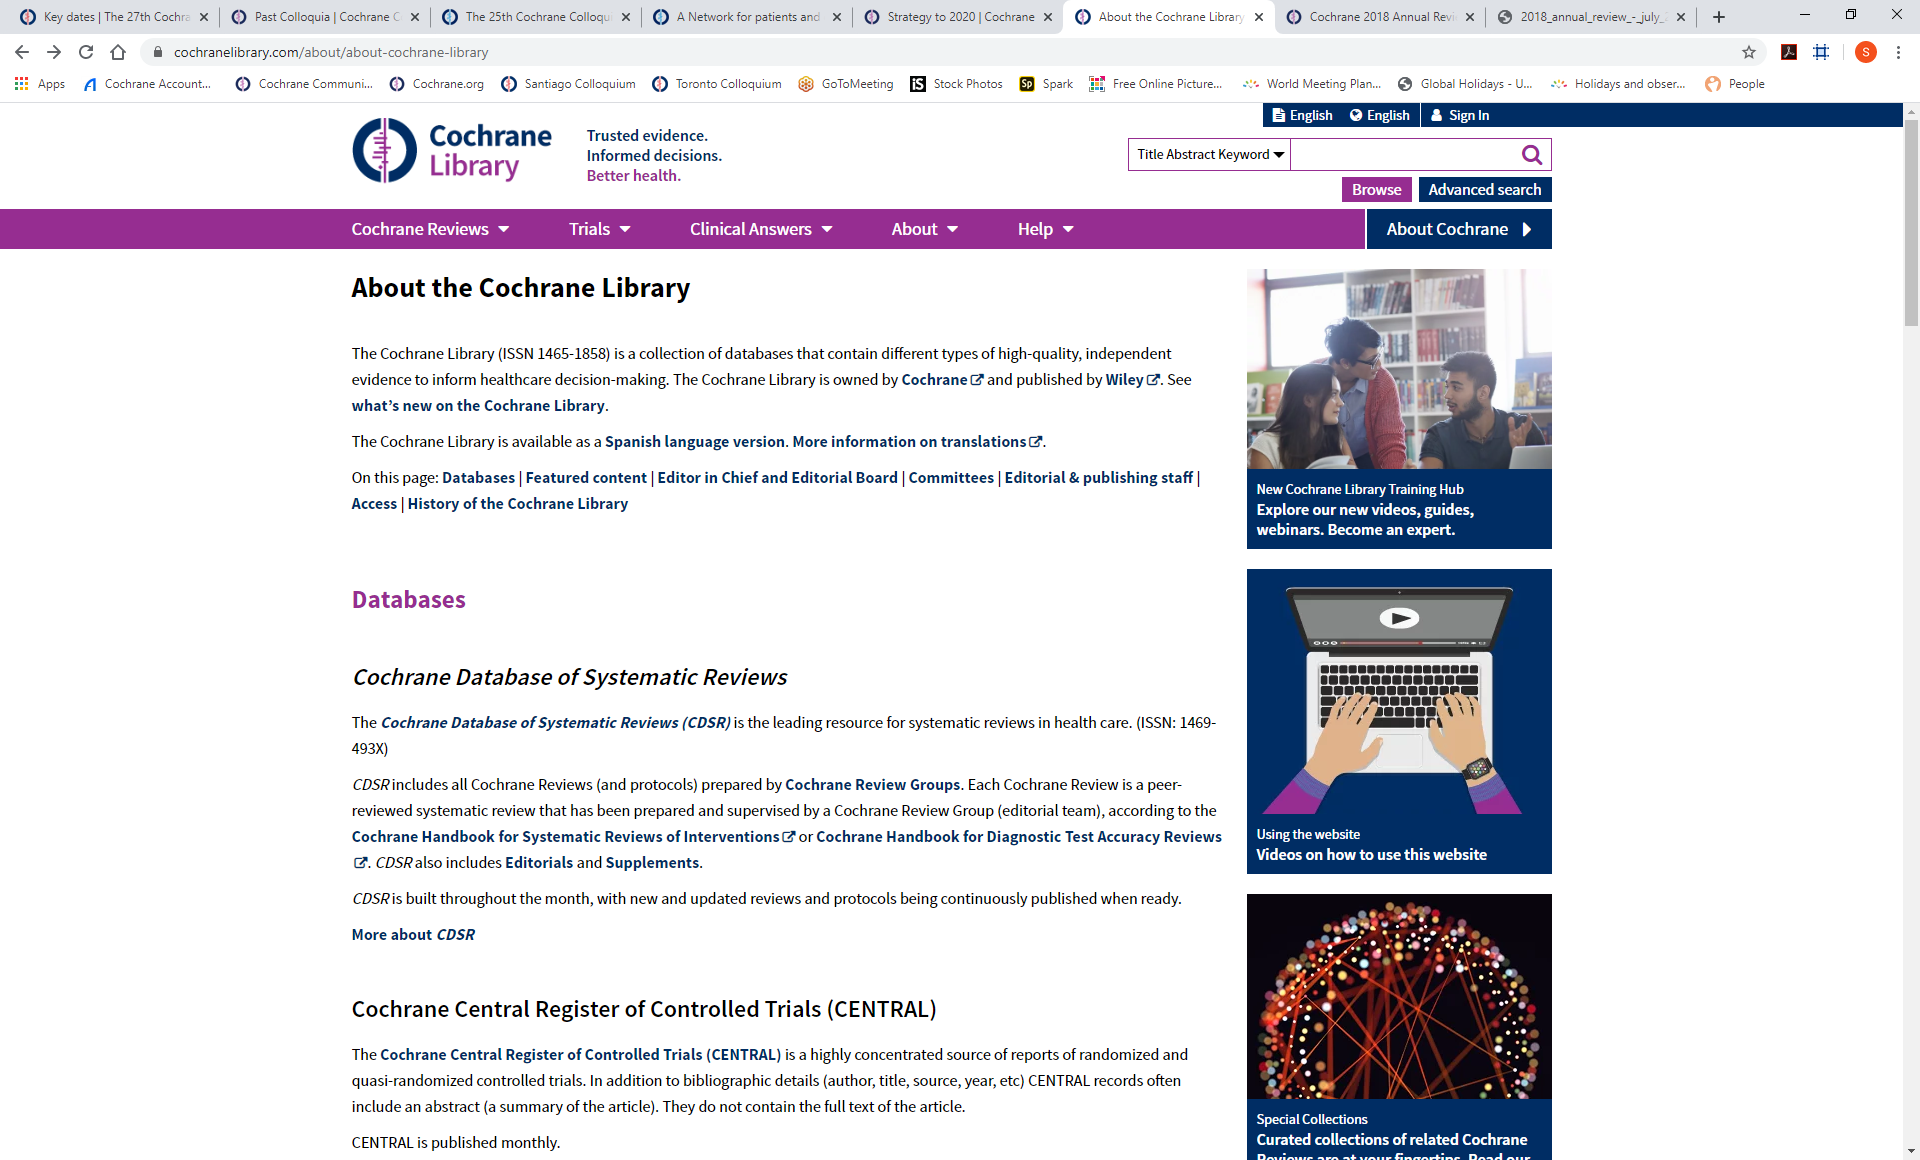 Key dates | The 27th Cochra
Past Colloquia | Cochrane C
The 25th Cochrane Colloqui
A Network for patients and
Strategy to 2020 | Cochrane
About the Cochrane Library
Cochrane 2018 Annual Revi
2018_annual_review_-_july_
cochranelibrary.com/about/about-cochrane-library
S
Apps
Cochrane Account...
Cochrane Communi...
Cochrane.org
Santiago Colloquium
Toronto Colloquium
GoToMeeting
iS
Stock Photos
Sp
Spark
Free Online Picture...
World Meeting Plan...
Global Holidays - U...
Holidays and obser...
People
English
English
Sign In
Cochrane
Library
Trusted evidence.
Informed decisions.
Better health.
Title Abstract Keyword
Browse
Advanced search
Cochrane Reviews
Trials
Clinical Answers
About
Help
About Cochrane
About the Cochrane Library
The Cochrane Library (ISSN 1465-1858) is a collection of databases that contain different types of high-quality, independent
evidence to inform healthcare decision-making. The Cochrane Library is owned by Cochrane and published by Wiley. See
what’s new on the Cochrane Library.
The Cochrane Library is available as a Spanish language version. More information on translations.
On this page: Databases | Featured content | Editor in Chief and Editorial Board | Committees | Editorial & publishing staff |
Access | History of the Cochrane Library
Databases
Cochrane Database of Systematic Reviews
The Cochrane Database of Systematic Reviews (CDSR) is the leading resource for systematic reviews in health care. (ISSN: 1469-
493X)
CDSR includes all Cochrane Reviews (and protocols) prepared by Cochrane Review Groups. Each Cochrane Review is a peer-
reviewed systematic review that has been prepared and supervised by a Cochrane Review Group (editorial team), according to the
Cochrane Handbook for Systematic Reviews of Interventions or Cochrane Handbook for Diagnostic Test Accuracy Reviews
. CDSR also includes Editorials and Supplements.
CDSR is built throughout the month, with new and updated reviews and protocols being continuously published when ready.
More about CDSR
Cochrane Central Register of Controlled Trials (CENTRAL)
The Cochrane Central Register of Controlled Trials (CENTRAL) is a highly concentrated source of reports of randomized and
quasi-randomized controlled trials. In addition to bibliographic details (author, title, source, year, etc) CENTRAL records often
include an abstract (a summary of the article). They do not contain the full text of the article.
CENTRAL is published monthly.
New Cochrane Library Training Hub
Explore our new videos, guides,
webinars. Become an expert.
Using the website
Videos on how to use this website
Special Collections
Curated collections of related Cochrane
Reviews are at your fingertips. Read our